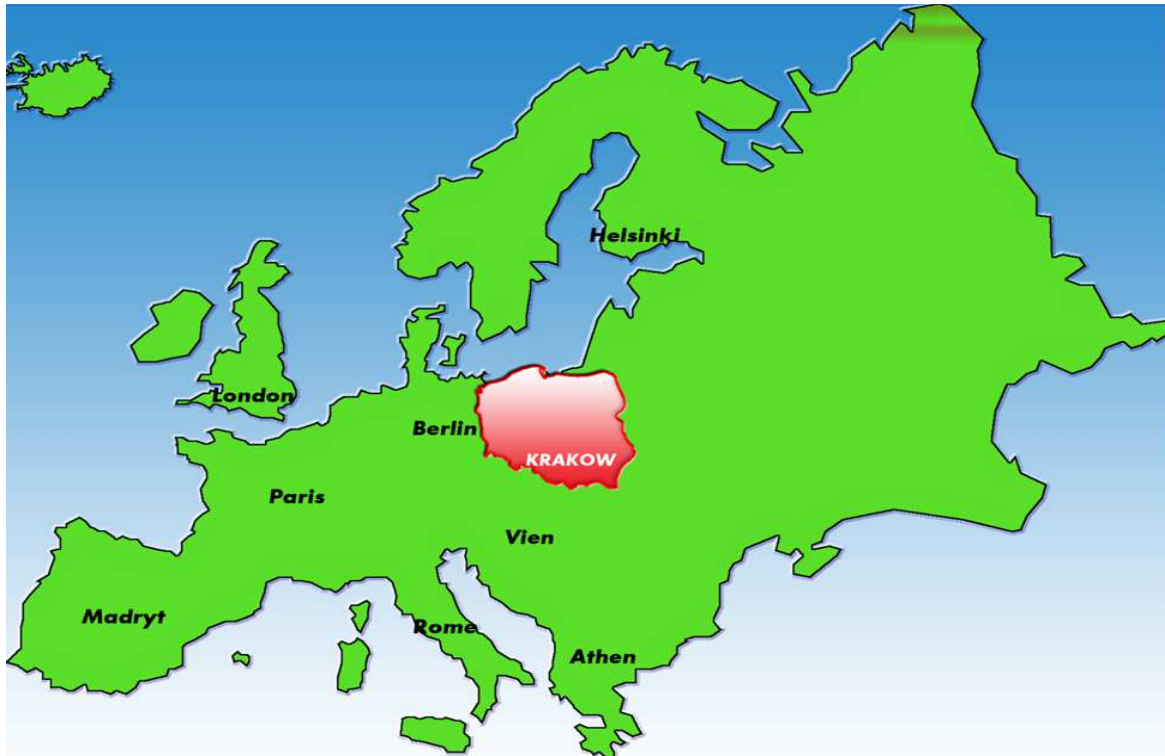 Helsinki
London
Berlin
KRAKOW
Paris
Vien
Madryt
Rome
Athen